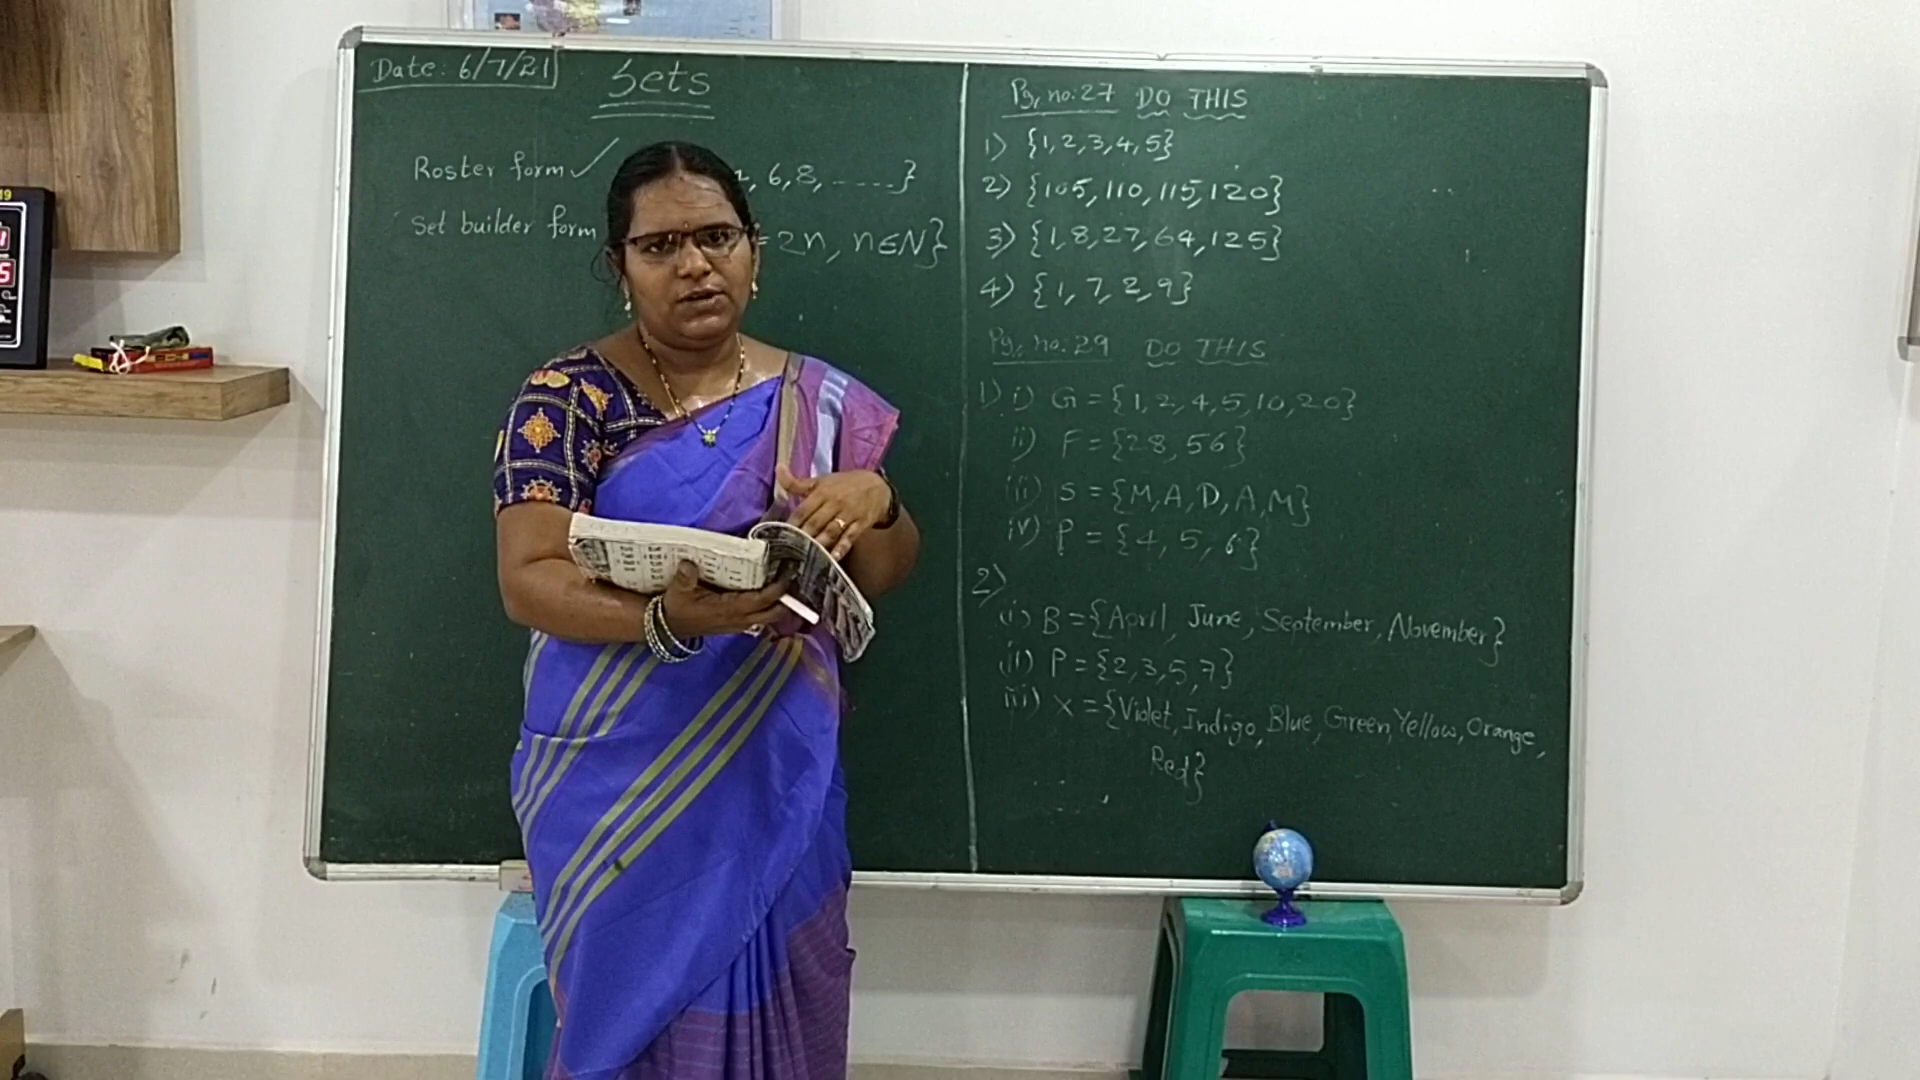 Date: 6/7/21
Sets
Roster form ✓ , 6, 8, ......}
Set builder form = 2n, n∈N}
Pg. no: 27 DO THIS
1) {1, 2, 3, 4, 5}
2) {105, 110, 115, 120}
3) {1, 8, 27, 64, 125}
4) {1, 7, 2, 9}
Pg. no. 29 DO THIS
1) i) G = {1, 2, 4, 5, 10, 20}
ii) F = {28, 56}
iii) S = {M, A, D, A, M}
iv) P = {4, 5, 6}
2)
(i) B = {April, June, September, November}
(ii) P = {2, 3, 5, 7}
iii) X = {Violet, Indigo, Blue, Green, Yellow, Orange,
Red}